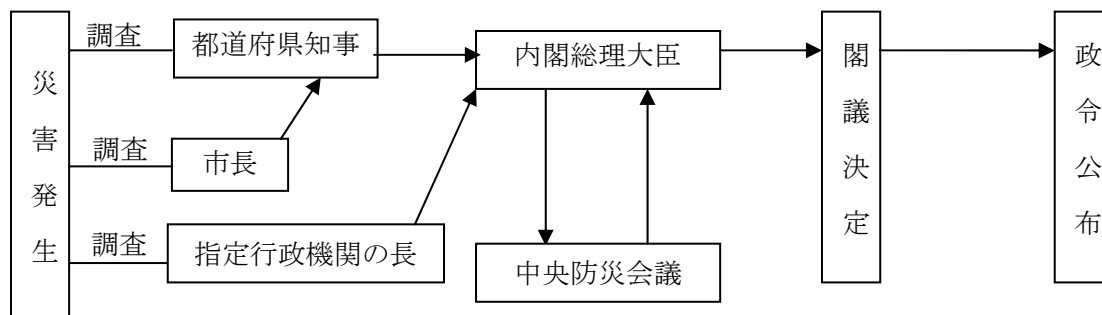 災害発生
調査
都道府県知事
調査
市長
調査
指定行政機関の長
内閣総理大臣
中央防災会議
閣議決定
政令公布